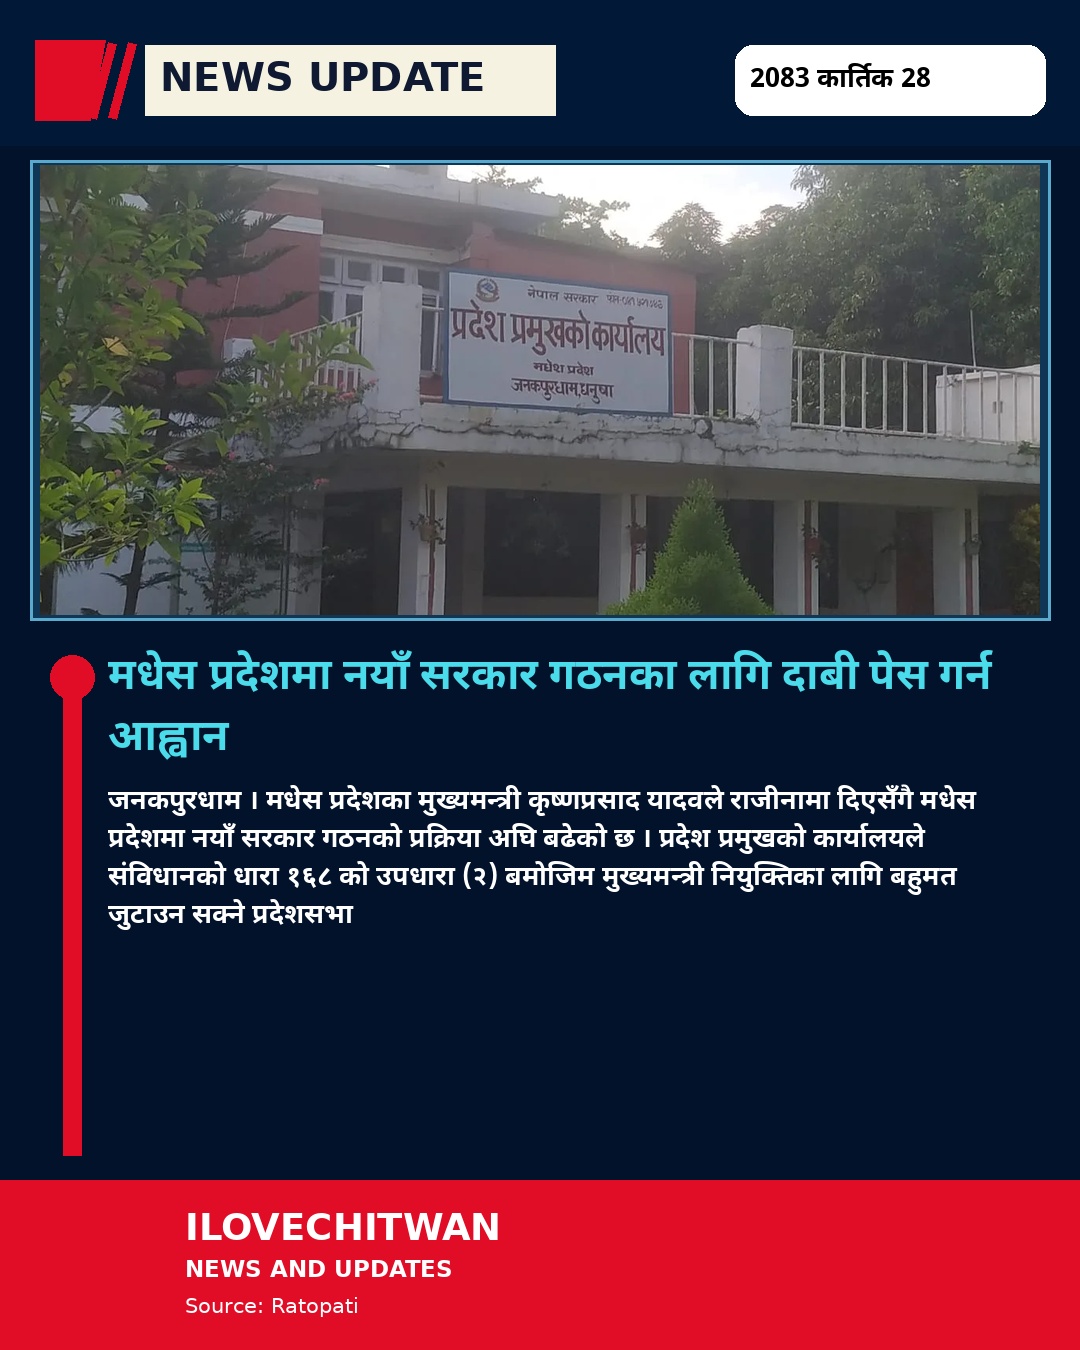 NEWS UPDATE
2083 कार्तिक 28
नेपाल सरकार
प्रदेश प्रमुखको कार्यालय
मधेश प्रदेश
जनकपुरधाम,धनुषा
मधेस प्रदेशमा नयाँ सरकार गठनका लागि दाबी पेस गर्न
आह्वान
जनकपुरधाम । मधेस प्रदेशका मुख्यमन्त्री कृष्णप्रसाद यादवले राजीनामा दिएसँगै मधेस
प्रदेशमा नयाँ सरकार गठनको प्रक्रिया अघि बढेको छ । प्रदेश प्रमुखको कार्यालयले
संविधानको धारा १६८ को उपधारा (२) बमोजिम मुख्यमन्त्री नियुक्तिका लागि बहुमत
जुटाउन सक्ने प्रदेशसभा
ILOVECHITWAN
NEWS AND UPDATES
Source: Ratopati